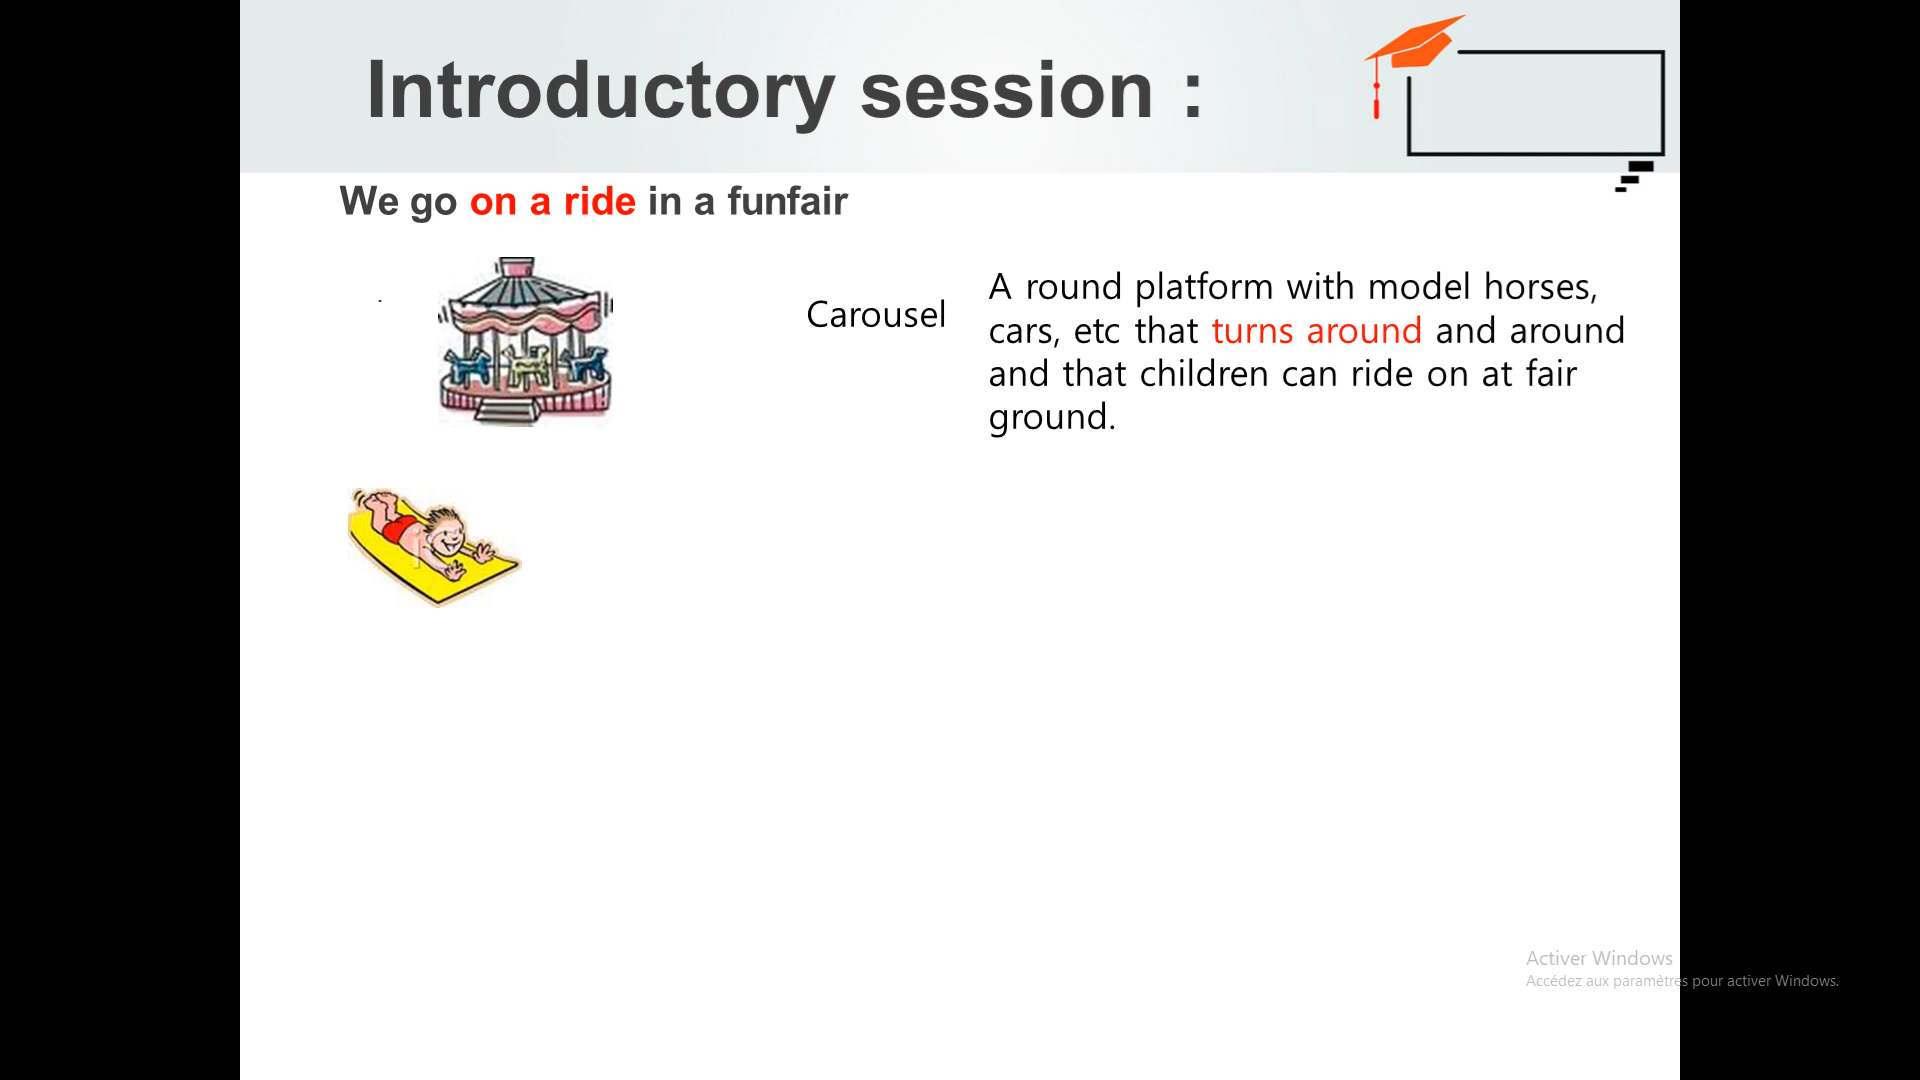 Introductory session :
We go on a ride in a funfair
Carousel
A round platform with model horses,
cars, etc that turns around and around
and that children can ride on at fair
ground.
Activer Windows
Accédez aux paramètres pour activer Windows.